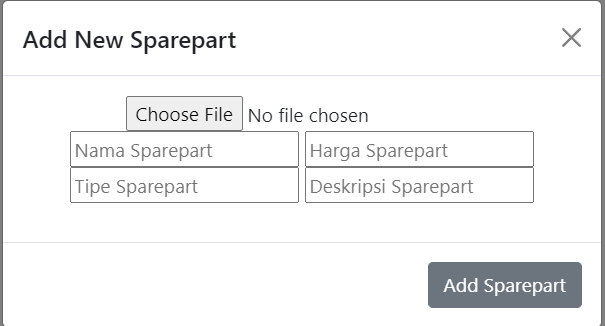 Add New Sparepart
Choose File No file chosen
Nama Sparepart Harga Sparepart
Tipe Sparepart Deskripsi Sparepart
Add Sparepart